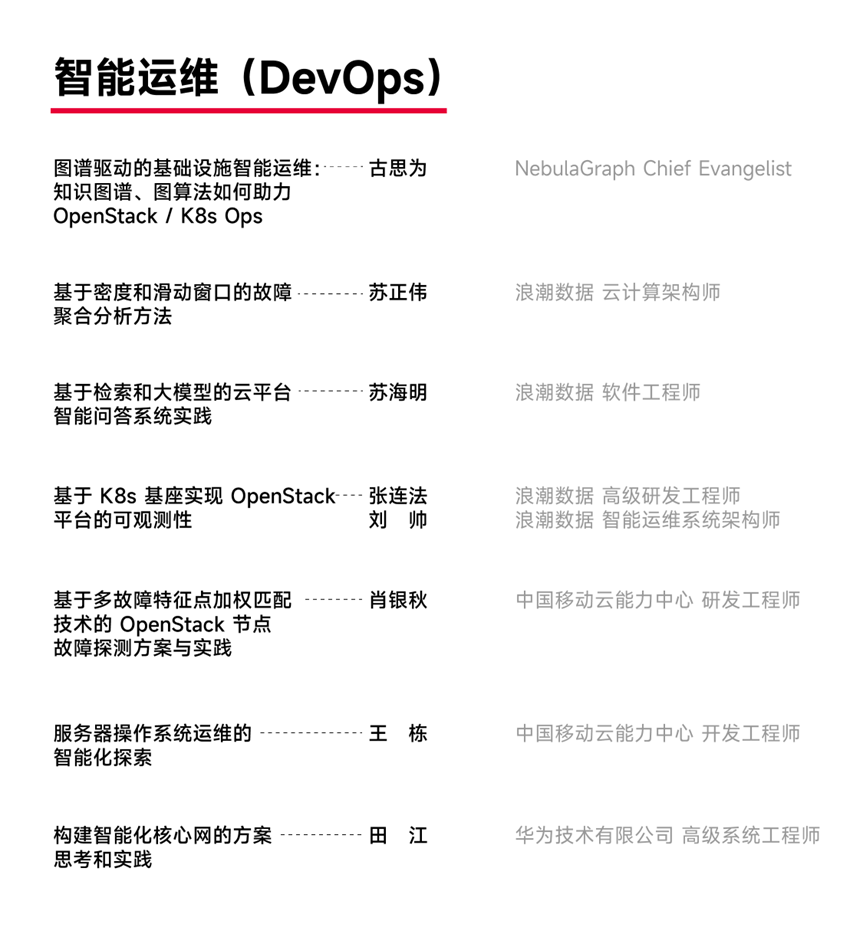 智能运维（DevOps）
图谱驱动的基础设施智能运维：------ 古思为 NebulaGraph Chief Evangelist
知识图谱、图算法如何助力
OpenStack / K8s Ops
基于密度和滑动窗口的故障 ---------- 苏正伟 浪潮数据 云计算架构师
聚合分析方法
基于检索和大模型的云平台 ---------- 苏海明 浪潮数据 软件工程师
智能问答系统实践
基于 K8s 基座实现 OpenStack---- 张连法 浪潮数据 高级研发工程师
平台的可观测性 刘 帅 浪潮数据 智能运维系统架构师
基于多故障特征点加权匹配 --------- 肖银秋 中国移动云能力中心 研发工程师
技术的 OpenStack 节点
故障探测方案与实践
服务器操作系统运维的 ---------------- 王 栋 中国移动云能力中心 开发工程师
智能化探索
构建智能化核心网的方案 ------------- 田 江 华为技术有限公司 高级系统工程师
思考和实践